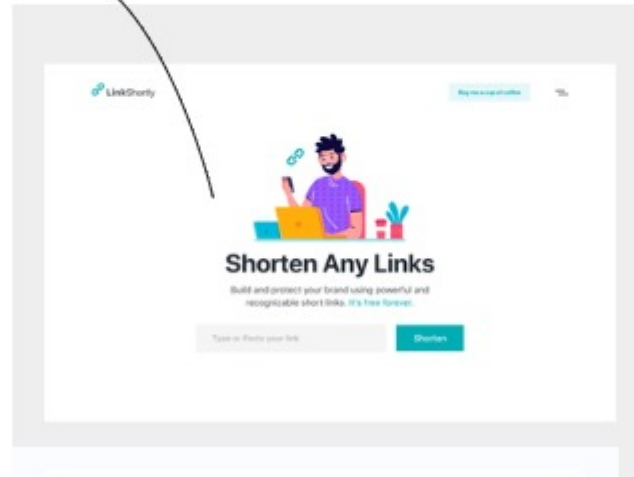 LinkShortly
Buy me a cup of coffee
Shorten Any Links
Build and protect your brand using powerful and
recognizable short links. It's free forever.
Type or Paste your link
Shorten